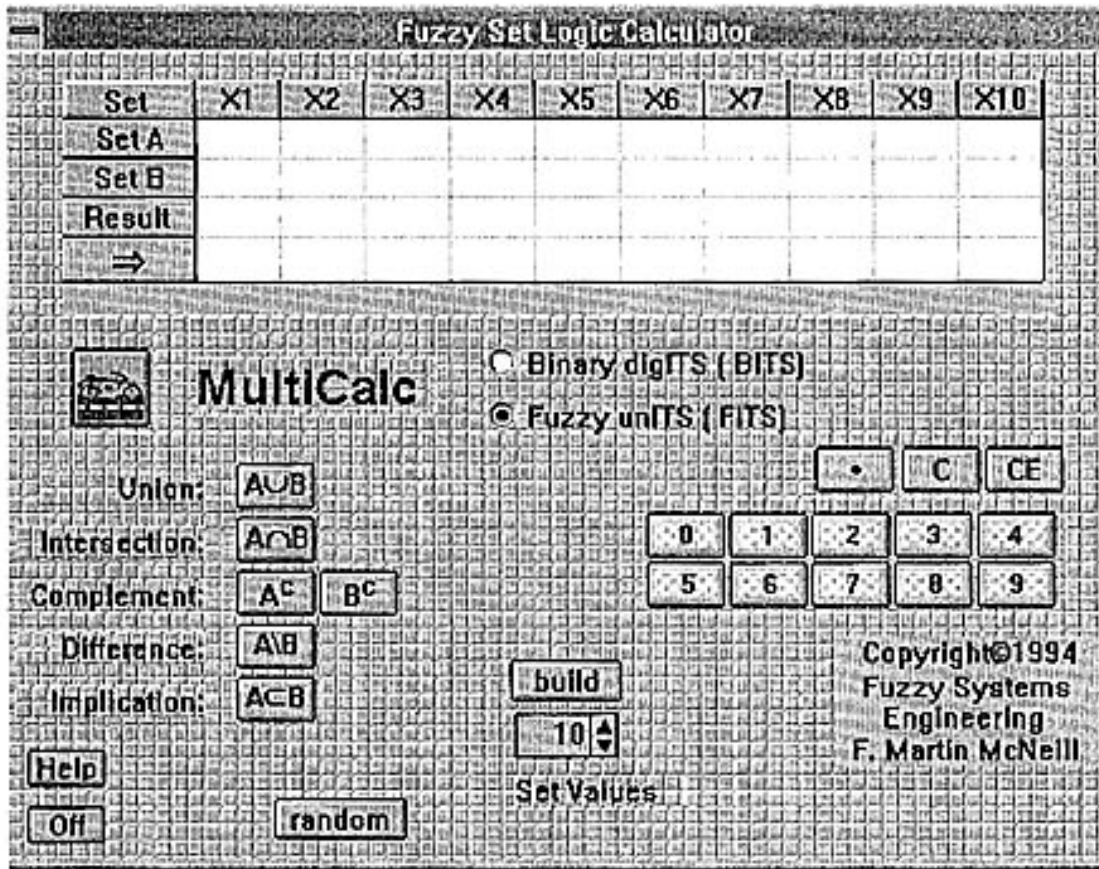 Fuzzy Set Logic Calculator
Set X1 X2 X3 X4 X5 X6 X7 X8 X9 X10
Set A
Set B
Result
⇒
MultiCalc
Binary digITS ( BITS)
Fuzzy unITS ( FITS)
• C CE
Union: A∪B
0 1 2 3 4
Intersection: A∩B
5 6 7 8 9
Complement: Aᶜ Bᶜ
Difference: A\B
Implication: A⊂B
build
10
Set Values
Copyright©1994
Fuzzy Systems
Engineering
F. Martin McNeill
Help
Off
random